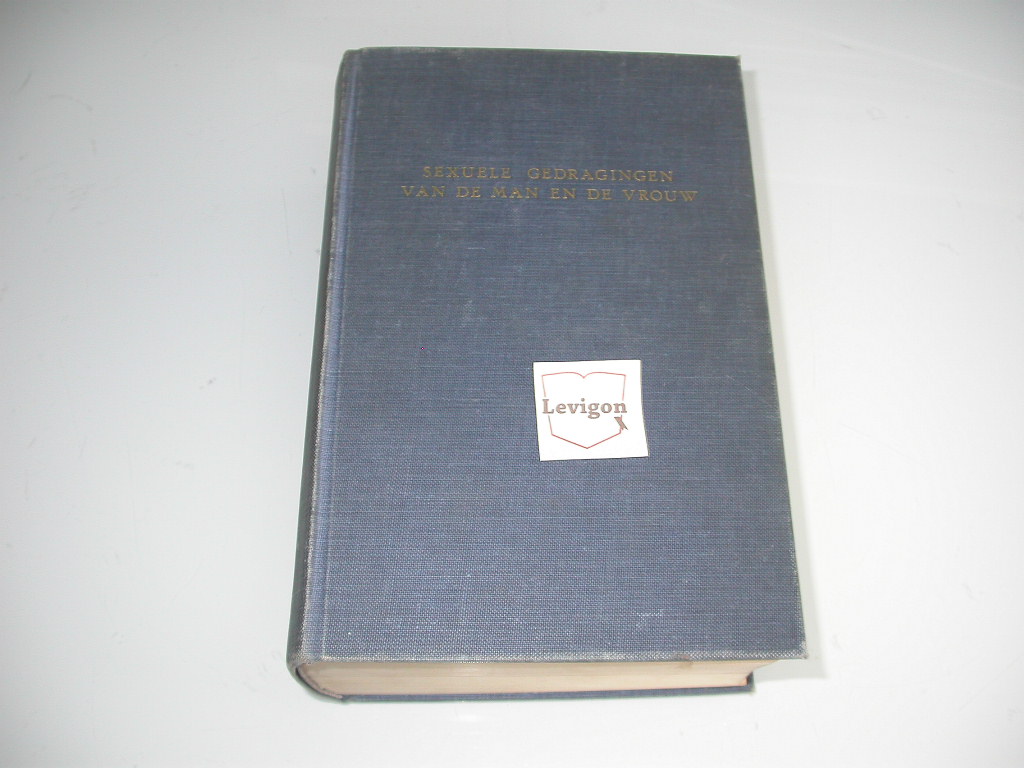 SEXUELE GEDRAGINGEN
VAN DE MAN EN DE VROUW
Levigon